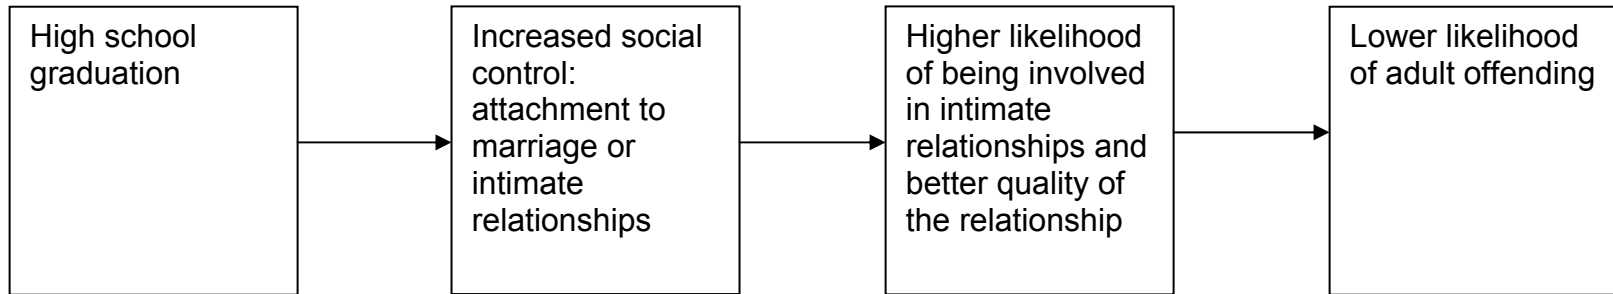 High school
graduation
Increased social
control:
attachment to
marriage or
intimate
relationships
Higher likelihood
of being involved
in intimate
relationships and
better quality of
the relationship
Lower likelihood
of adult offending